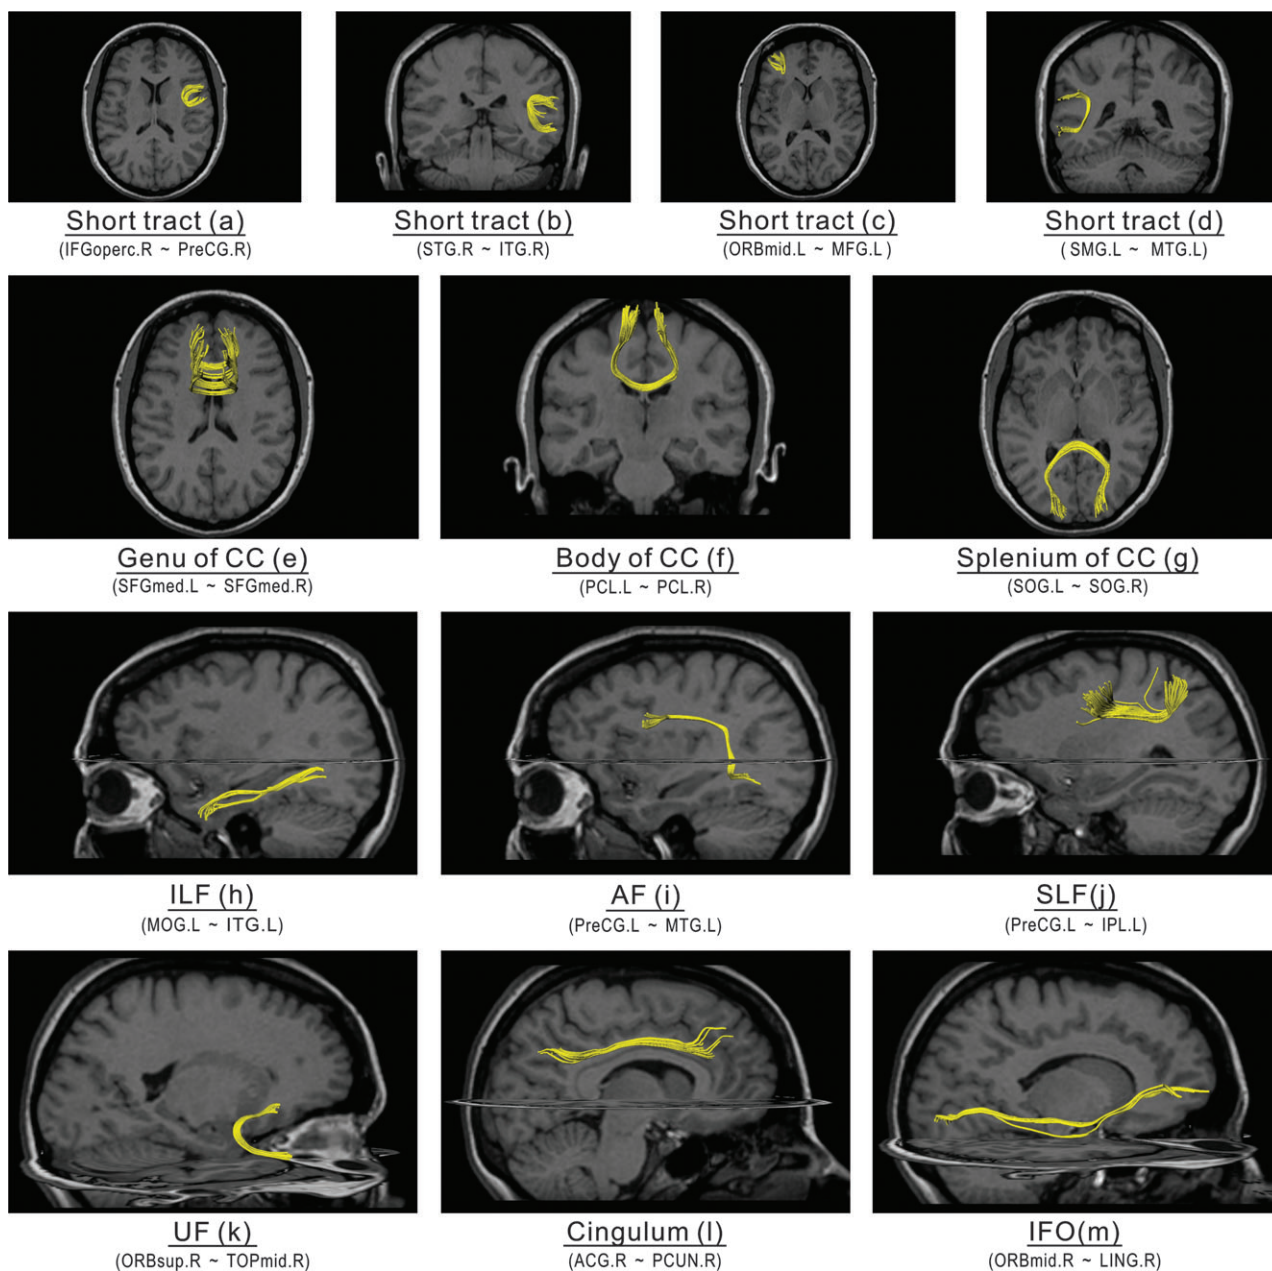 Short tract (a) Short tract (b) Short tract (c) Short tract (d)
(IFGoperc.R ~ PreCG.R) (STG.R ~ ITG.R) (ORBmid.L ~ MFG.L) ( SMG.L ~ MTG.L)
Genu of CC (e) Body of CC (f) Splenium of CC (g)
(SFGmed.L ~ SFGmed.R) (PCL.L ~ PCL.R) (SOG.L ~ SOG.R)
ILF (h) AF (i) SLF(j)
(MOG.L ~ ITG.L) (PreCG.L ~ MTG.L) (PreCG.L ~ IPL.L)
UF (k) Cingulum (l) IFO(m)
(ORBsup.R ~ TOPmid.R) (ACG.R ~ PCUN.R) (ORBmid.R ~ LING.R)